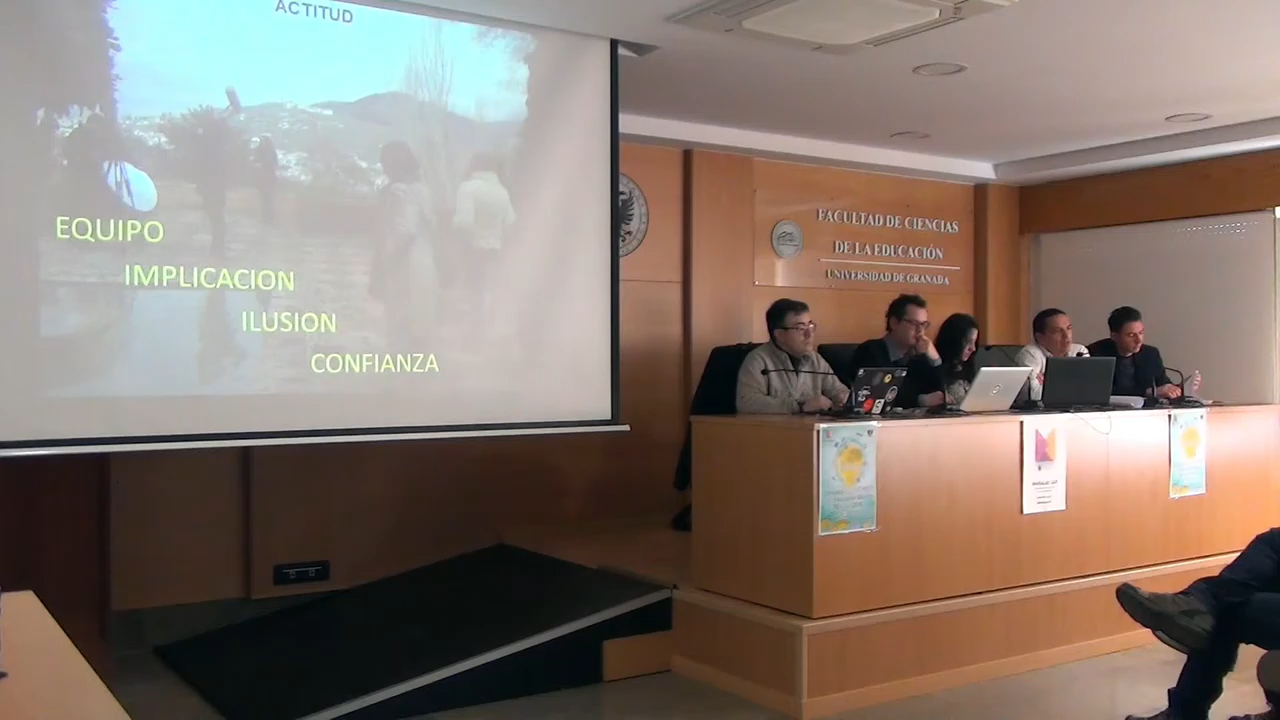 ACTITUD
EQUIPO
IMPLICACION
ILUSION
CONFIANZA
FACULTAD DE CIENCIAS
DE LA EDUCACIÓN
UNIVERSIDAD DE GRANADA